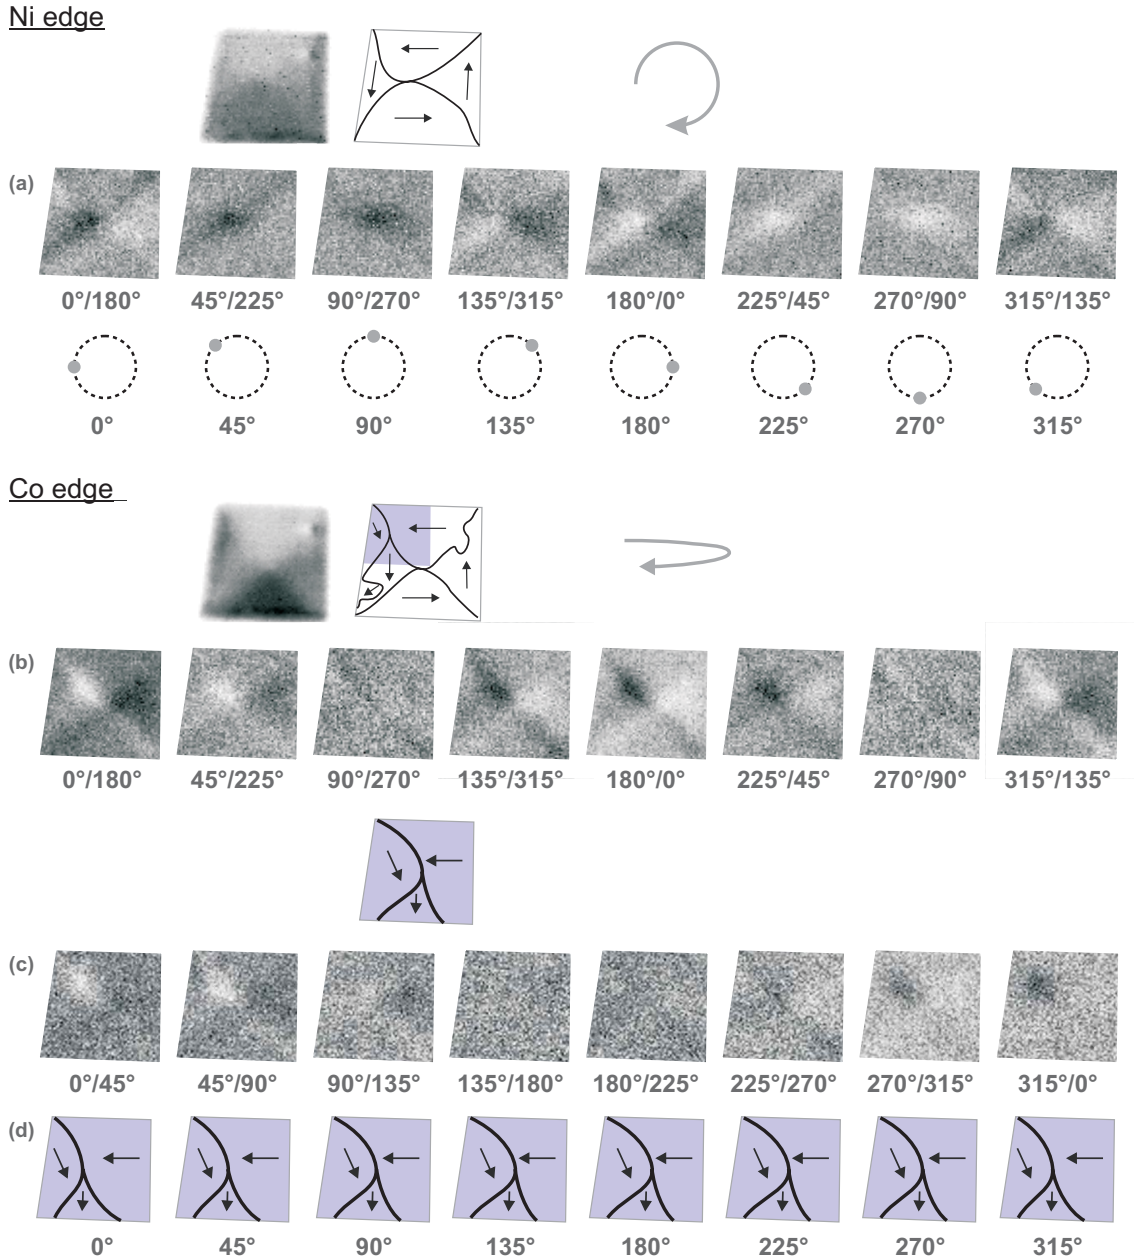 Ni edge
(a)
0°/180° 45°/225° 90°/270° 135°/315° 180°/0° 225°/45° 270°/90° 315°/135°
0° 45° 90° 135° 180° 225° 270° 315°
Co edge
(b)
0°/180° 45°/225° 90°/270° 135°/315° 180°/0° 225°/45° 270°/90° 315°/135°
(c)
0°/45° 45°/90° 90°/135° 135°/180° 180°/225° 225°/270° 270°/315° 315°/0°
(d)
0° 45° 90° 135° 180° 225° 270° 315°